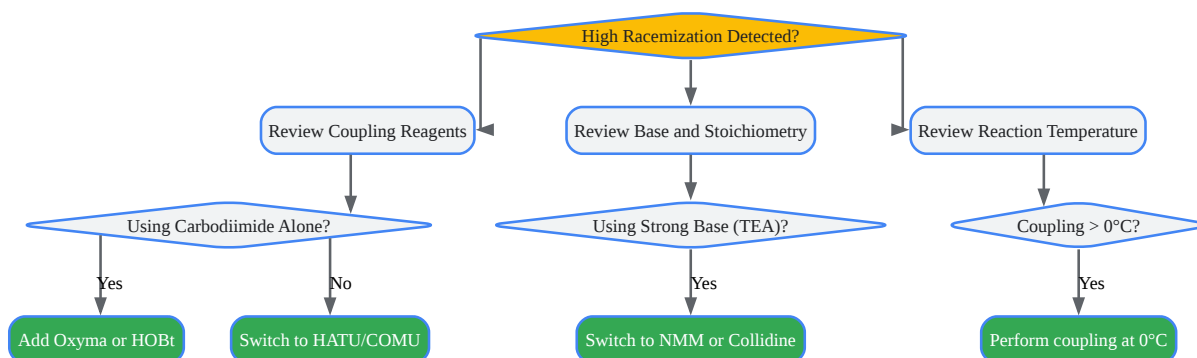 High Racemization Detected?
Review Coupling Reagents
Review Base and Stoichiometry
Review Reaction Temperature
Using Carbodiimide Alone?
Using Strong Base (TEA)?
Coupling > 0°C?
Yes
No
Yes
Yes
Add Oxyma or HOBt
Switch to HATU/COMU
Switch to NMM or Collidine
Perform coupling at 0°C